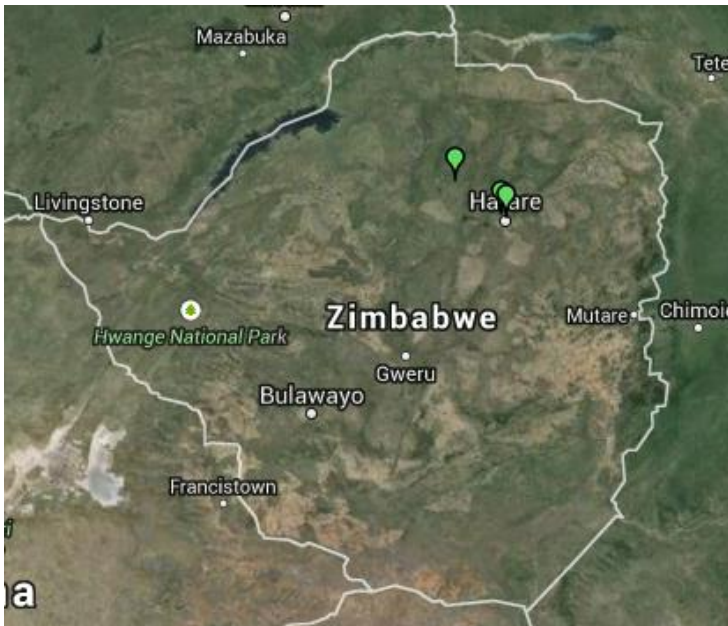 Mazabuka
Tete
Livingstone
Harare
Zimbabwe
Mutare
Chimoio
Hwange National Park
Gweru
Bulawayo
Francistown